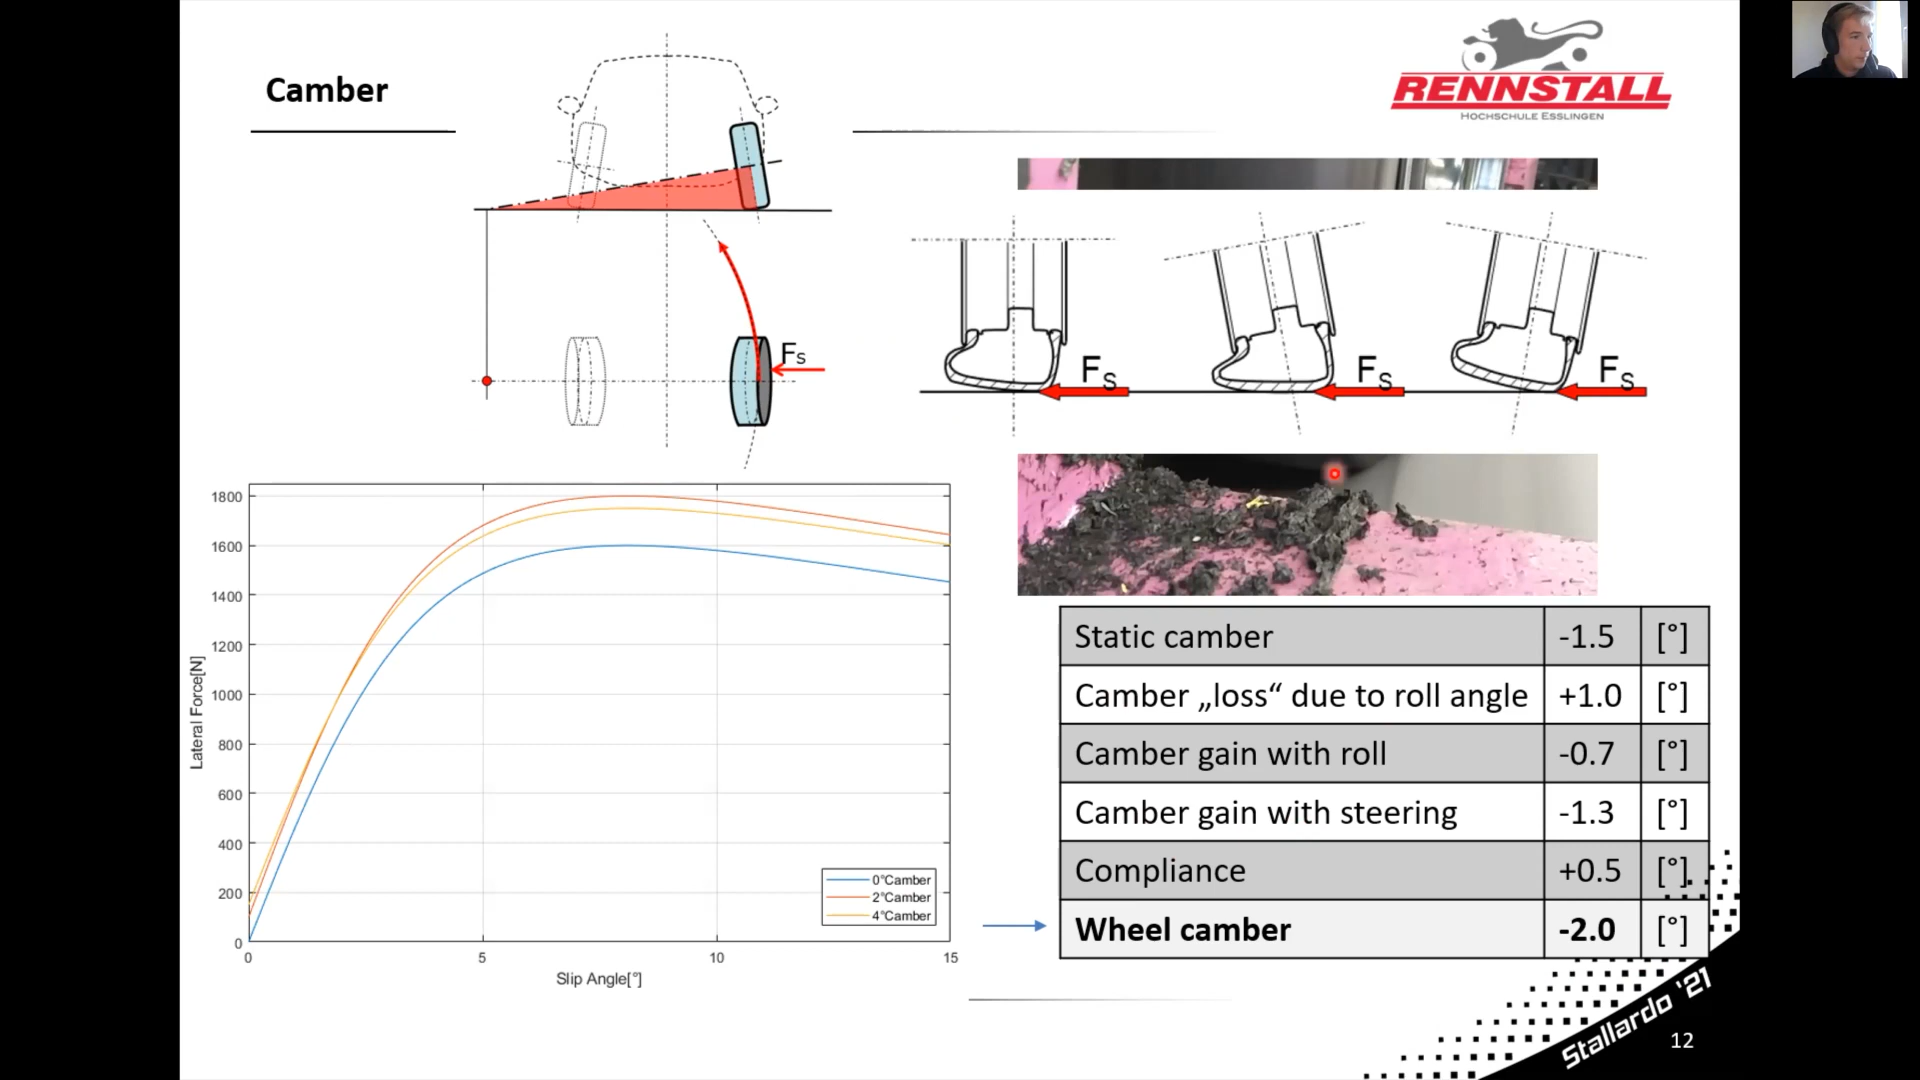 Camber
RENNSTALL
HOCHSCHULE ESSLINGEN
Fs
FS
FS
FS
1800
1600
1400
1200
1000
800
600
400
200
0
0
5
10
15
Lateral Force[N]
Slip Angle[°]
0°Camber
2°Camber
4°Camber
Static camber -1.5 [°]
Camber „loss“ due to roll angle +1.0 [°]
Camber gain with roll -0.7 [°]
Camber gain with steering -1.3 [°]
Compliance +0.5 [°]
Wheel camber -2.0 [°]
Stallardo '21
12